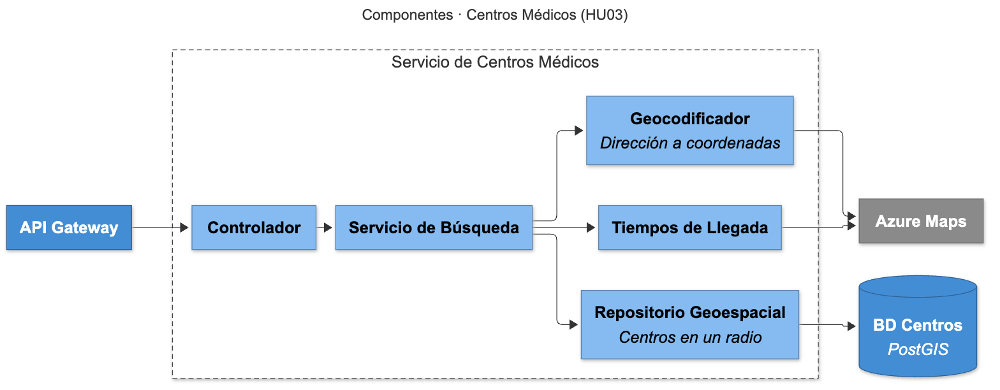 Componentes · Centros Médicos (HU03)
Servicio de Centros Médicos
Geocodificador
Dirección a coordenadas
API Gateway
Controlador
Servicio de Búsqueda
Tiempos de Llegada
Azure Maps
Repositorio Geoespacial
Centros en un radio
BD Centros
PostGIS